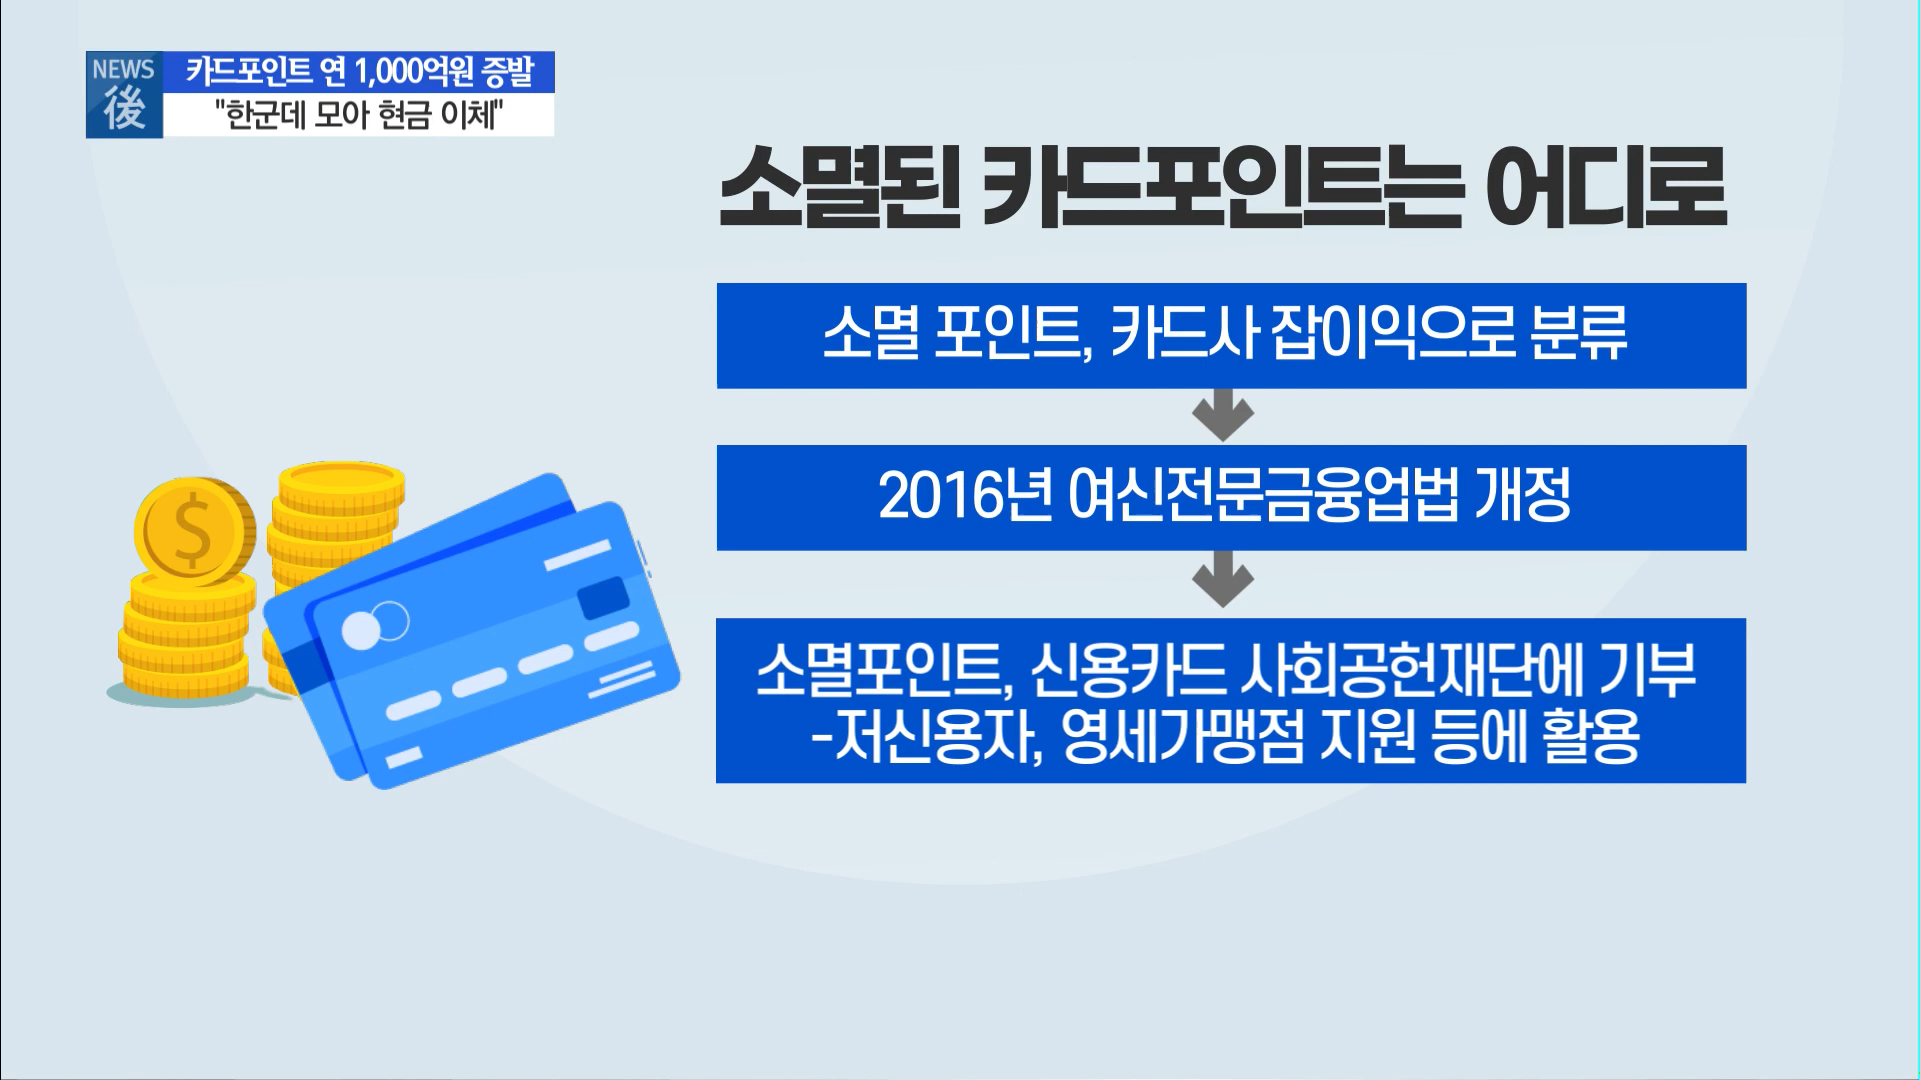 NEWS
後
카드포인트 연 1,000억원 증발
"한군데 모아 현금 이체"
소멸된 카드포인트는 어디로
소멸 포인트, 카드사 잡이익으로 분류
2016년 여신전문금융업법 개정
소멸포인트, 신용카드 사회공헌재단에 기부
-저신용자, 영세가맹점 지원 등에 활용
$